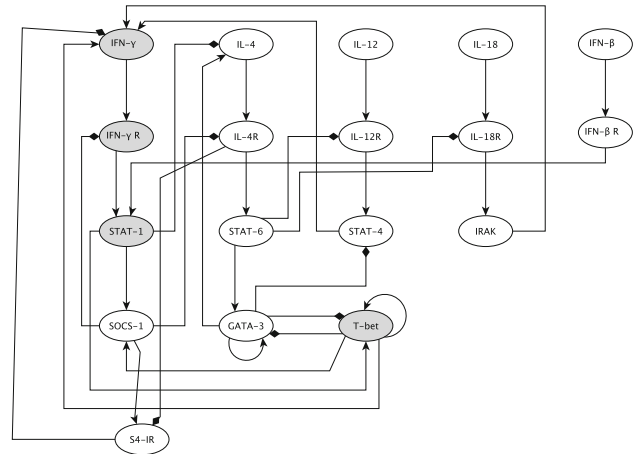 IFN-γ
IL-4
IL-12
IL-18
IFN-β
IFN-γ R
IL-4R
IL-12R
IL-18R
IFN-β R
STAT-1
STAT-6
STAT-4
IRAK
SOCS-1
GATA-3
T-bet
S4-IR